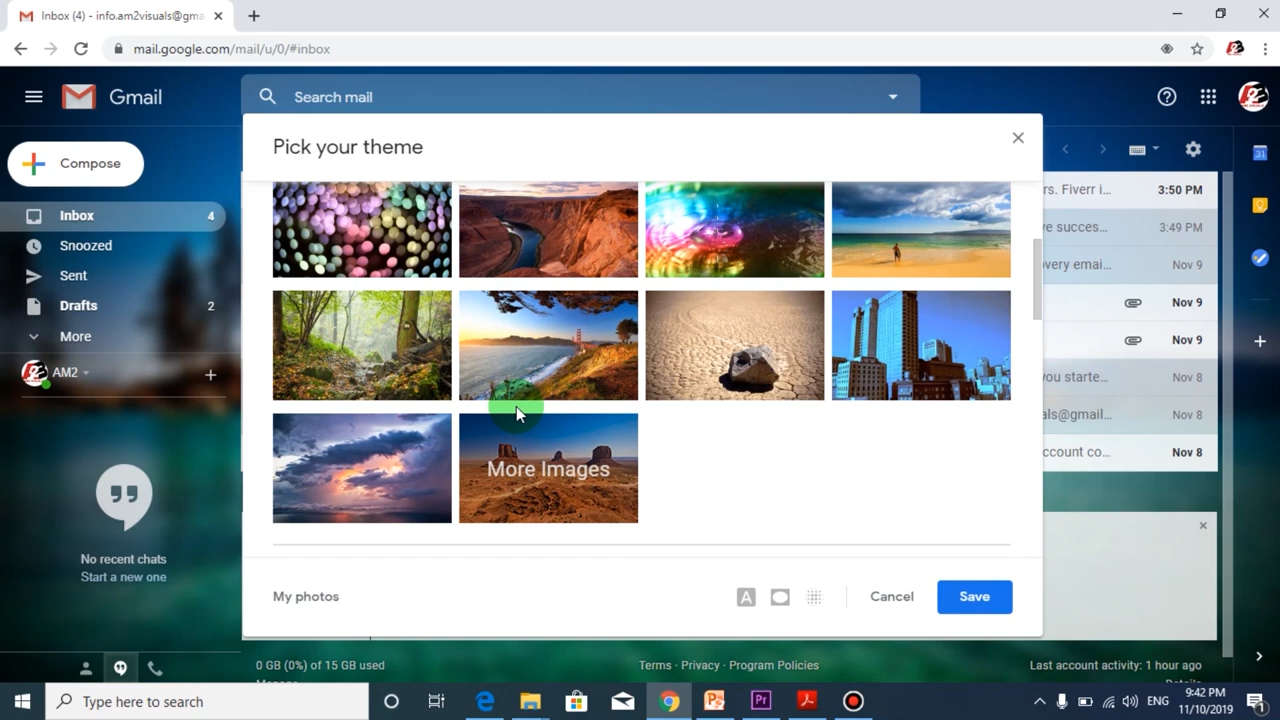 Inbox (4) - info.am2visuals@gma
mail.google.com/mail/u/0/#inbox
Gmail
Search mail
Compose
Inbox 4
Snoozed
Sent
Drafts 2
More
AM2
No recent chats
Start a new one
Pick your theme
More Images
My photos
A
Cancel
Save
rs. Fiverr i... 3:50 PM
ve succes... 3:49 PM
overy emai... Nov 9
Nov 9
Nov 9
you starte... Nov 8
als@gmail... Nov 8
ccount co... Nov 8
31
0 GB (0%) of 15 GB used
Terms · Privacy · Program Policies
Last account activity: 1 hour ago
Type here to search
ENG
9:42 PM
11/10/2019